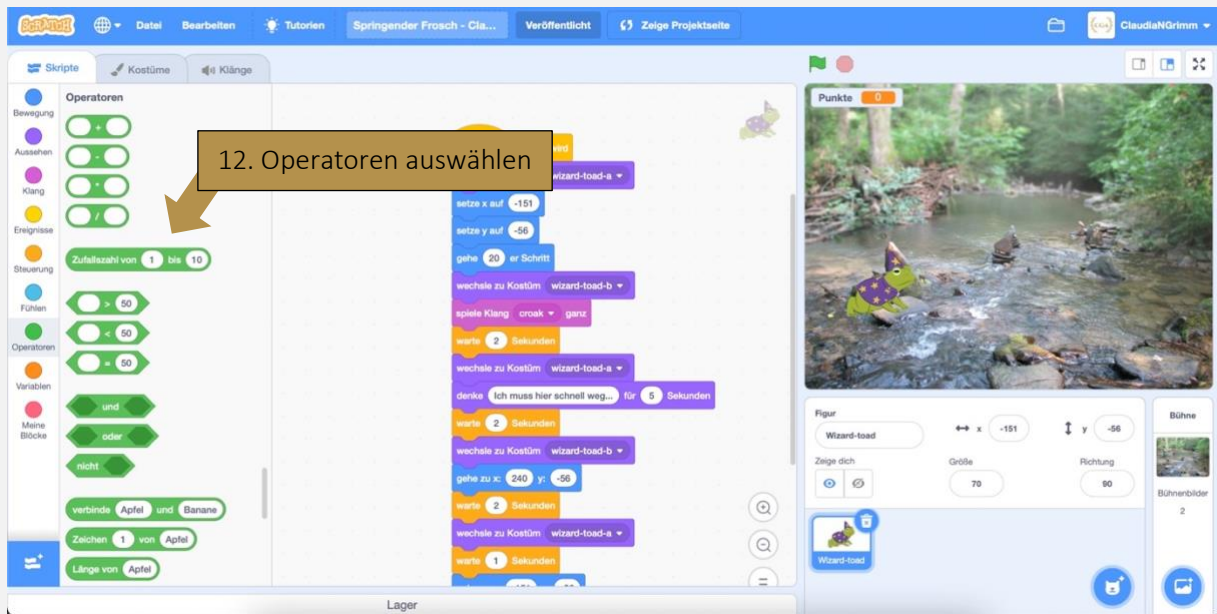 SCRATCH
Datei
Bearbeiten
Tutorien
Springender Frosch - Cla...
Veröffentlicht
Zeige Projektseite
ClaudiaNGrimm
Skripte
Kostüme
Klänge
Bewegung
Aussehen
Klang
Ereignisse
Steuerung
Fühlen
Operatoren
Variablen
Meine
Blöcke
Operatoren
+
-
*
/
Zufallszahl von 1 bis 10
> 50
< 50
= 50
und
oder
nicht
verbinde Apfel und Banane
Zeichen 1 von Apfel
Länge von Apfel
12. Operatoren auswählen
wird
wizard-toad-a
setze x auf -151
setze y auf -56
gehe 20 er Schritt
wechsle zu Kostüm wizard-toad-b
spiele Klang croak ganz
warte 2 Sekunden
wechsle zu Kostüm wizard-toad-a
denke Ich muss hier schnell weg... für 5 Sekunden
warte 2 Sekunden
wechsle zu Kostüm wizard-toad-b
gehe zu x: 240 y: -56
warte 2 Sekunden
wechsle zu Kostüm wizard-toad-a
warte 1 Sekunden
Lager
Punkte 0
Figur
Wizard-toad
x -151
y -56
Zeige dich
Größe
70
Richtung
90
Wizard-toad
Bühne
Bühnenbilder
2